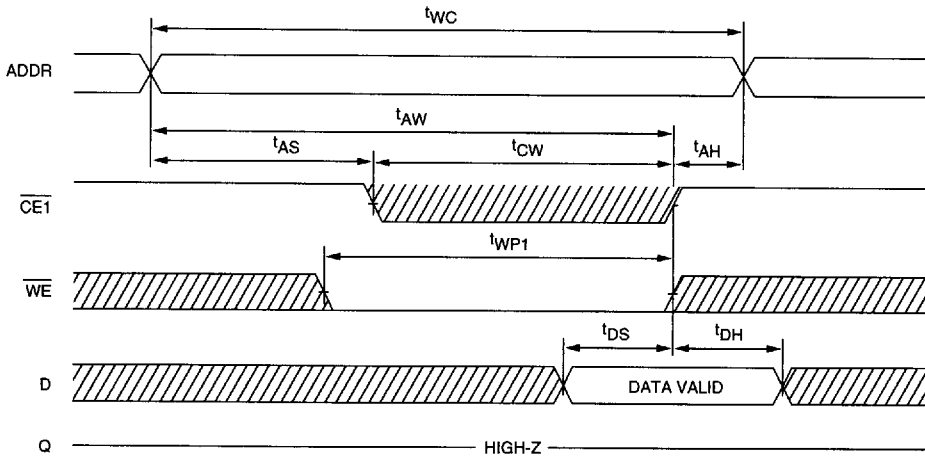 tWC
ADDR
tAW
tAS
tCW
tAH
CE1
tWP1
WE
tDS
tDH
D
DATA VALID
Q
HIGH-Z